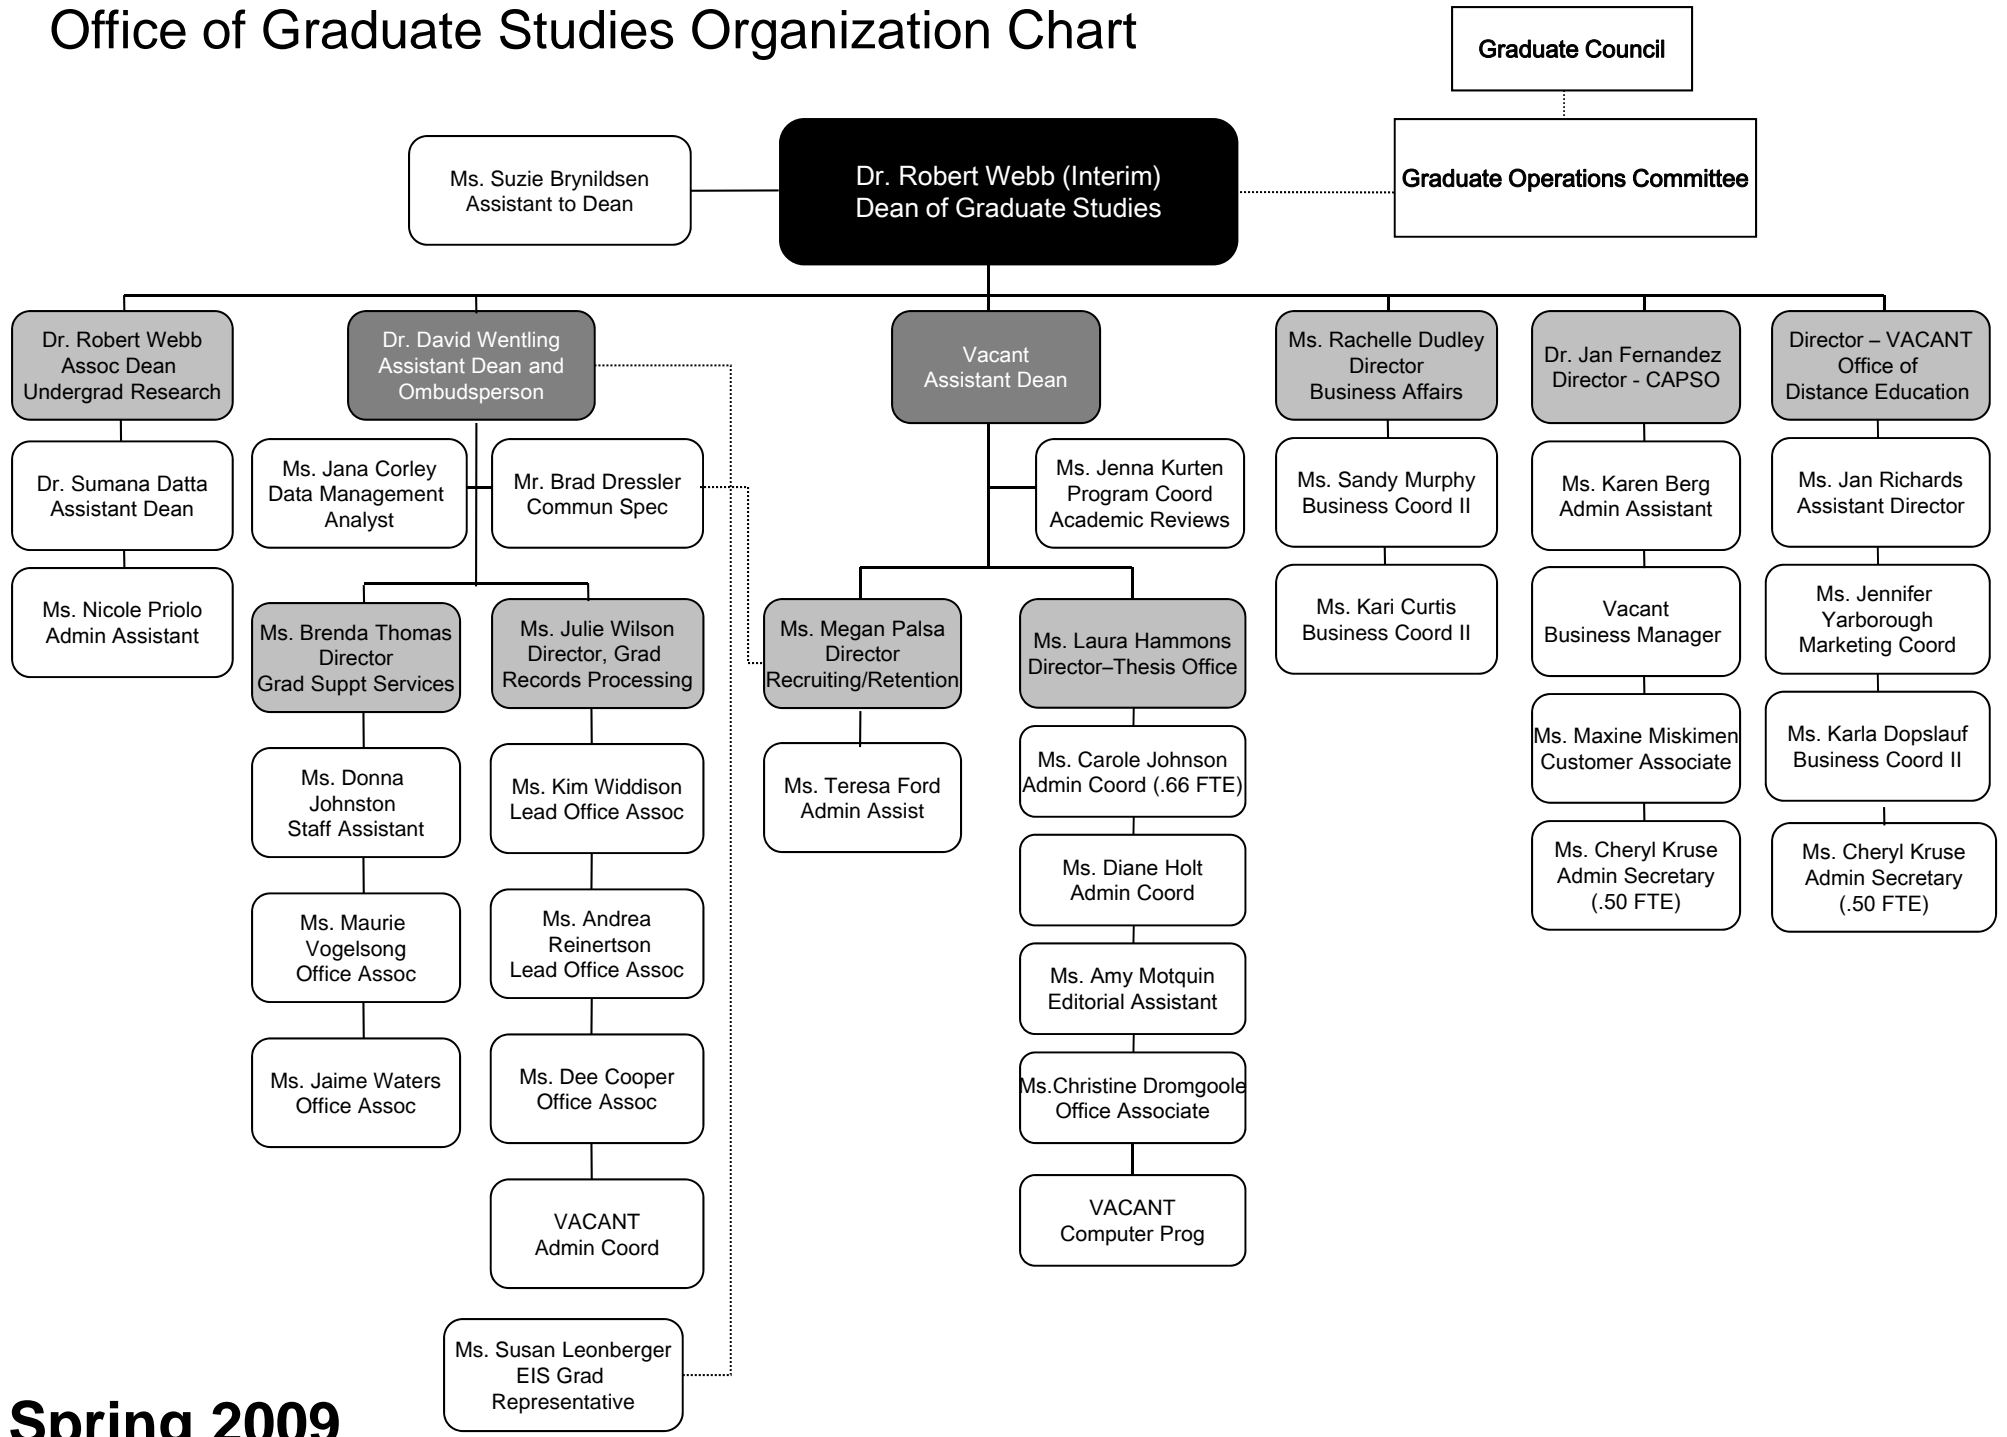 Office of Graduate Studies Organization Chart
Graduate Council
Ms. Suzie Brynildsen
Assistant to Dean
Dr. Robert Webb (Interim)
Dean of Graduate Studies
Graduate Operations Committee
Dr. Robert Webb
Assoc Dean
Undergrad Research
Dr. David Wentling
Assistant Dean and
Ombudsperson
Vacant
Assistant Dean
Ms. Rachelle Dudley
Director
Business Affairs
Dr. Jan Fernandez
Director - CAPSO
Director – VACANT
Office of
Distance Education
Dr. Sumana Datta
Assistant Dean
Ms. Jana Corley
Data Management
Analyst
Mr. Brad Dressler
Commun Spec
Ms. Jenna Kurten
Program Coord
Academic Reviews
Ms. Sandy Murphy
Business Coord II
Ms. Karen Berg
Admin Assistant
Ms. Jan Richards
Assistant Director
Ms. Nicole Priolo
Admin Assistant
Ms. Brenda Thomas
Director
Grad Suppt Services
Ms. Julie Wilson
Director, Grad
Records Processing
Ms. Megan Palsa
Director
Recruiting/Retention
Ms. Laura Hammons
Director–Thesis Office
Ms. Kari Curtis
Business Coord II
Vacant
Business Manager
Ms. Jennifer
Yarborough
Marketing Coord
Ms. Donna
Johnston
Staff Assistant
Ms. Kim Widdison
Lead Office Assoc
Ms. Teresa Ford
Admin Assist
Ms. Carole Johnson
Admin Coord (.66 FTE)
Ms. Maxine Miskimen
Customer Associate
Ms. Karla Dopslauf
Business Coord II
Ms. Diane Holt
Admin Coord
Ms. Cheryl Kruse
Admin Secretary
(.50 FTE)
Ms. Cheryl Kruse
Admin Secretary
(.50 FTE)
Ms. Maurie
Vogelsong
Office Assoc
Ms. Andrea
Reinertson
Lead Office Assoc
Ms. Amy Motquin
Editorial Assistant
Ms. Jaime Waters
Office Assoc
Ms. Dee Cooper
Office Assoc
Ms.Christine Dromgoole
Office Associate
VACANT
Admin Coord
VACANT
Computer Prog
Ms. Susan Leonberger
EIS Grad
Representative
Spring 2009